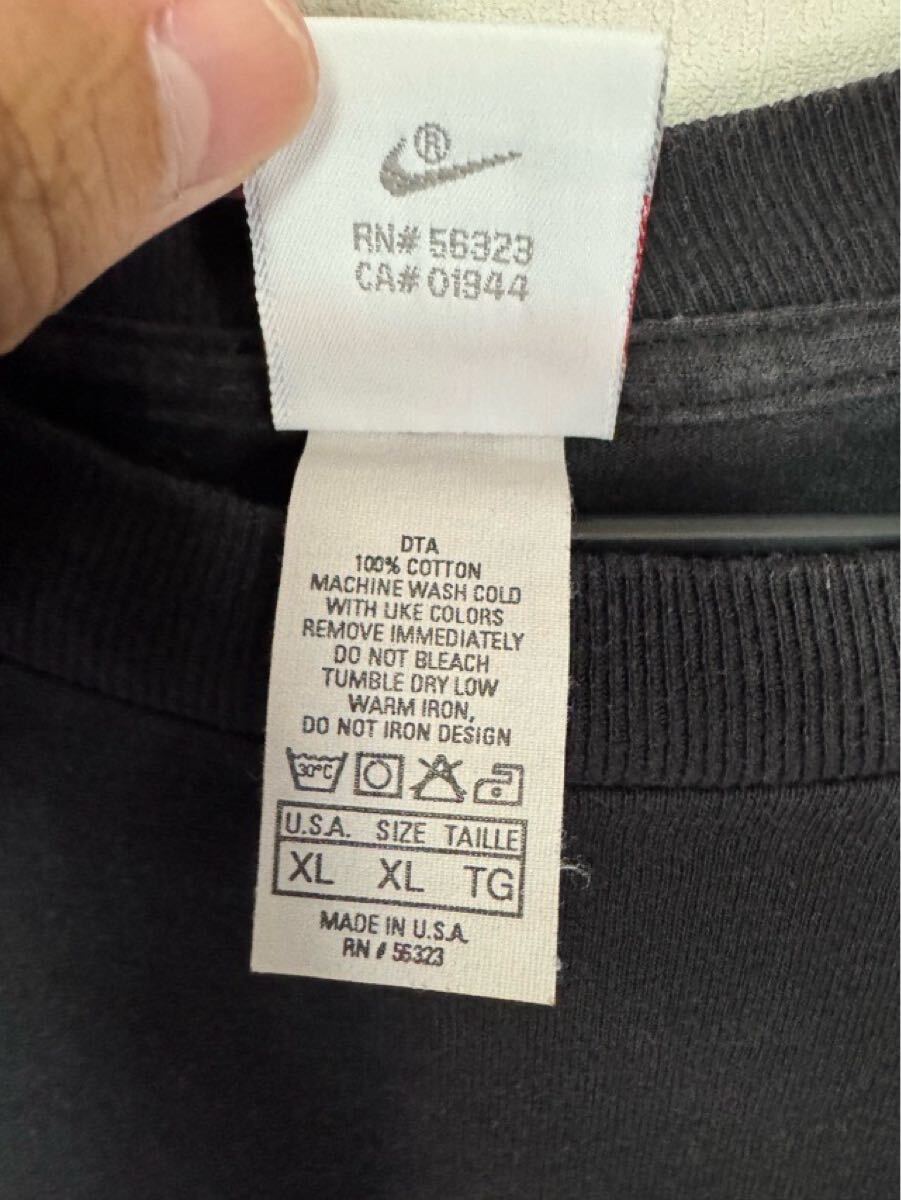 ®
RN# 56323
CA# 01944
DTA
100% COTTON
MACHINE WASH COLD
WITH LIKE COLORS
REMOVE IMMEDIATELY
DO NOT BLEACH
TUMBLE DRY LOW
WARM IRON,
DO NOT IRON DESIGN
30°C
U.S.A. SIZE TAILLE
XL XL TG
MADE IN U.S.A.
RN # 56323